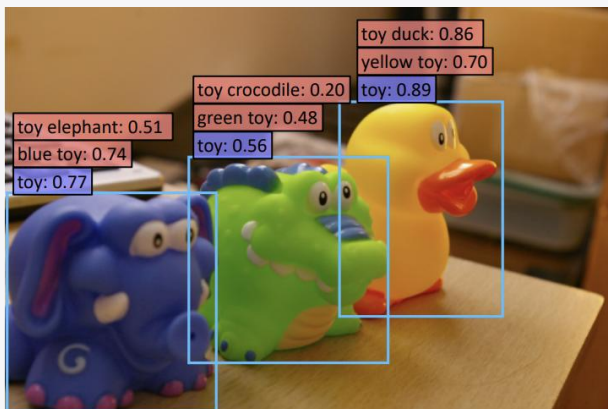 toy elephant: 0.51
blue toy: 0.74
toy: 0.77
toy crocodile: 0.20
green toy: 0.48
toy: 0.56
toy duck: 0.86
yellow toy: 0.70
toy: 0.89